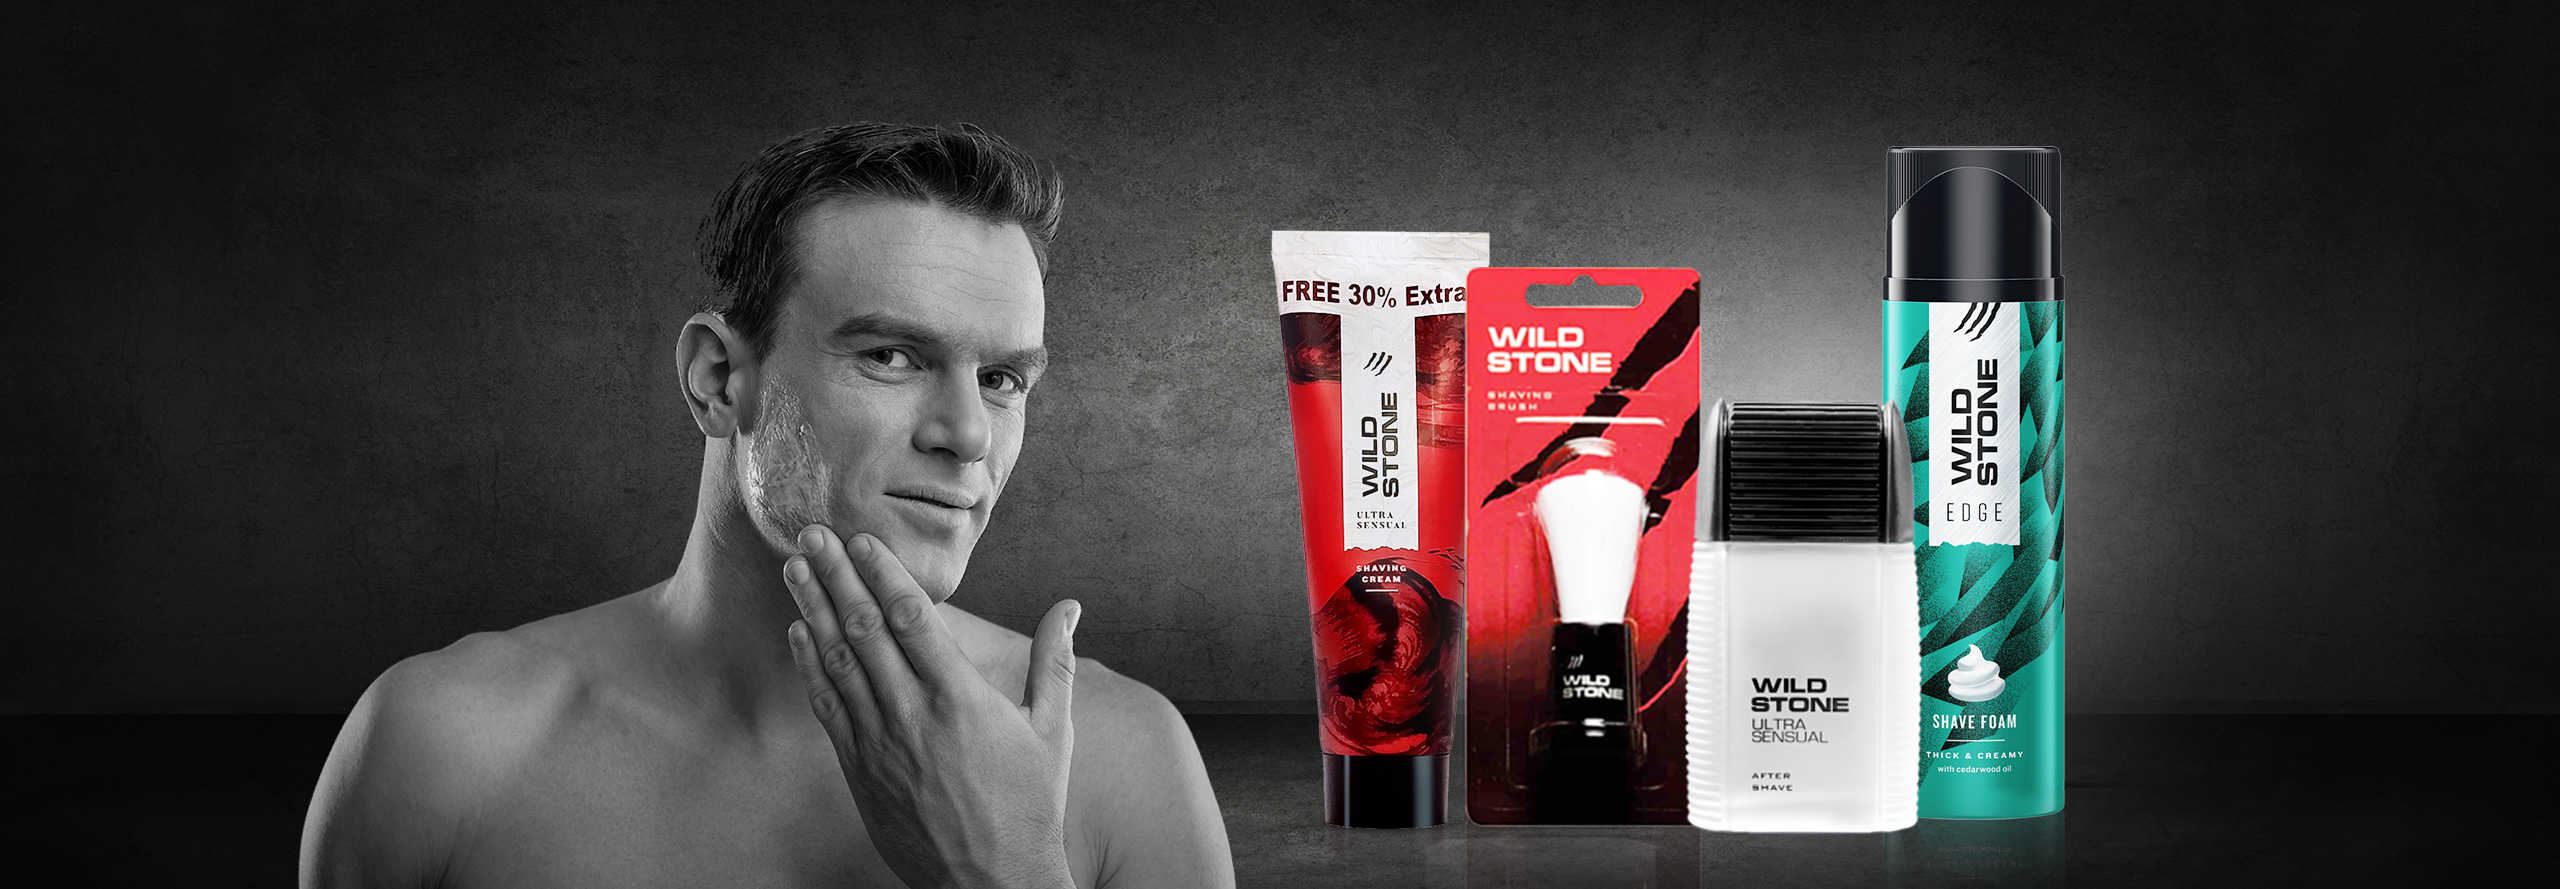 FREE 30% Extra
WILD
STONE
ULTRA
SENSUAL
SHAVING
CREAM
WILD
STONE
SHAVING
BRUSH
WILD
STONE
WILD
STONE
ULTRA
SENSUAL
AFTER
SHAVE
WILD
STONE
EDGE
SHAVE FOAM
THICK & CREAMY
with cedarwood oil